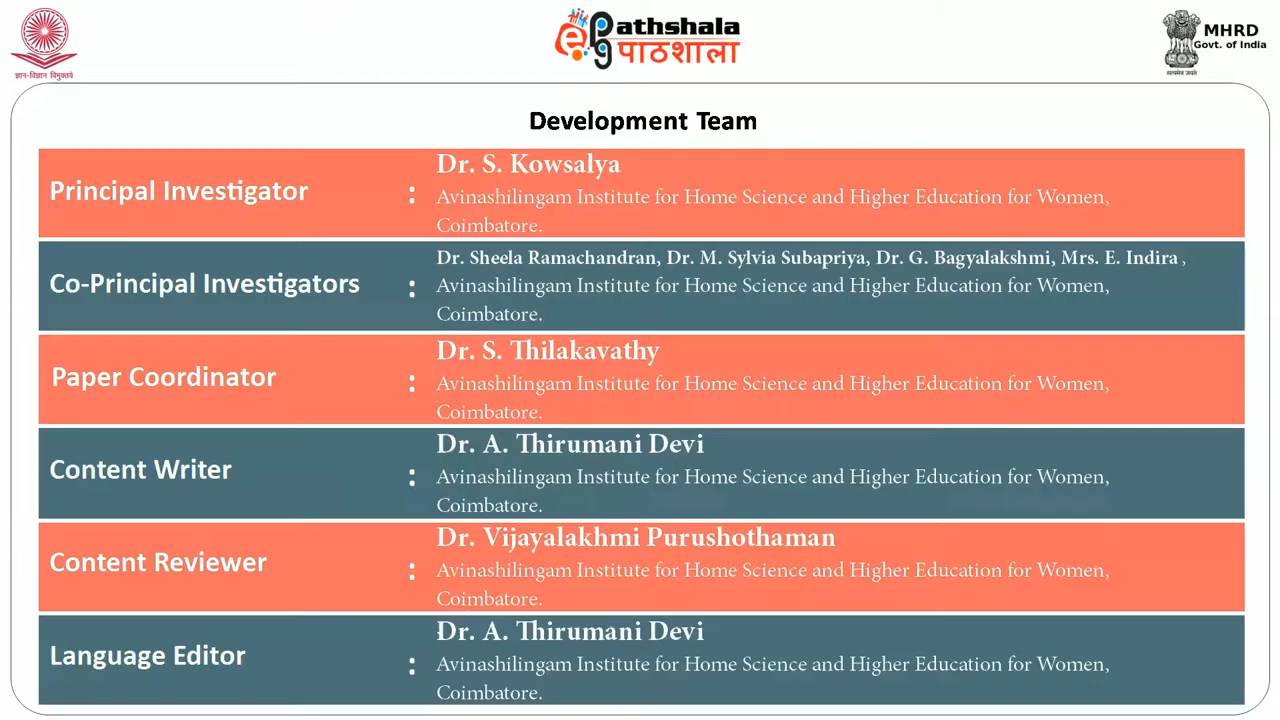 ज्ञान-विज्ञान विमुक्तये
ePG Pathshala
पाठशाला
MHRD
Govt. of India
सत्यमेव जयते
Development Team
Principal Investigator :
Dr. S. Kowsalya
Avinashilingam Institute for Home Science and Higher Education for Women,
Coimbatore.
Co-Principal Investigators :
Dr. Sheela Ramachandran, Dr. M. Sylvia Subapriya, Dr. G. Bagyalakshmi, Mrs. E. Indira ,
Avinashilingam Institute for Home Science and Higher Education for Women,
Coimbatore.
Paper Coordinator :
Dr. S. Thilakavathy
Avinashilingam Institute for Home Science and Higher Education for Women,
Coimbatore.
Content Writer :
Dr. A. Thirumani Devi
Avinashilingam Institute for Home Science and Higher Education for Women,
Coimbatore.
Content Reviewer :
Dr. Vijayalakhmi Purushothaman
Avinashilingam Institute for Home Science and Higher Education for Women,
Coimbatore.
Language Editor :
Dr. A. Thirumani Devi
Avinashilingam Institute for Home Science and Higher Education for Women,
Coimbatore.